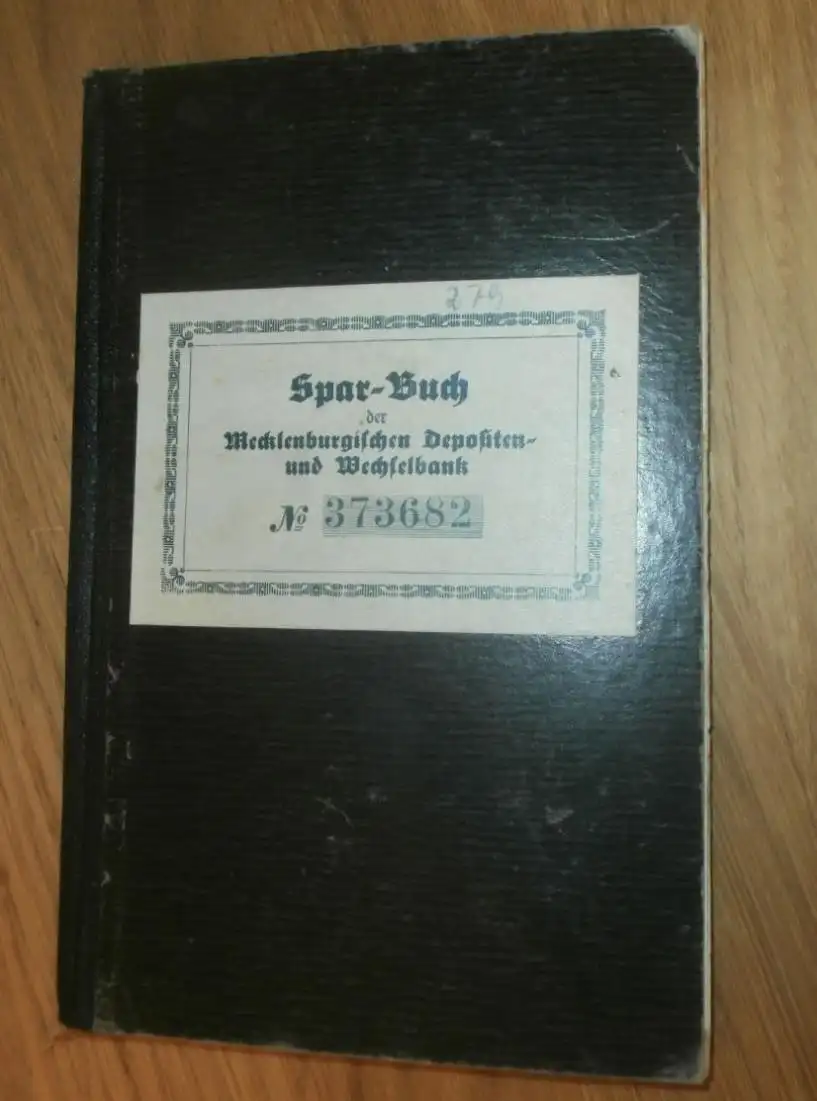 279
Spar-Buch
der
Mecklenburgischen Depositen-
und Wechselbank
№ 373682